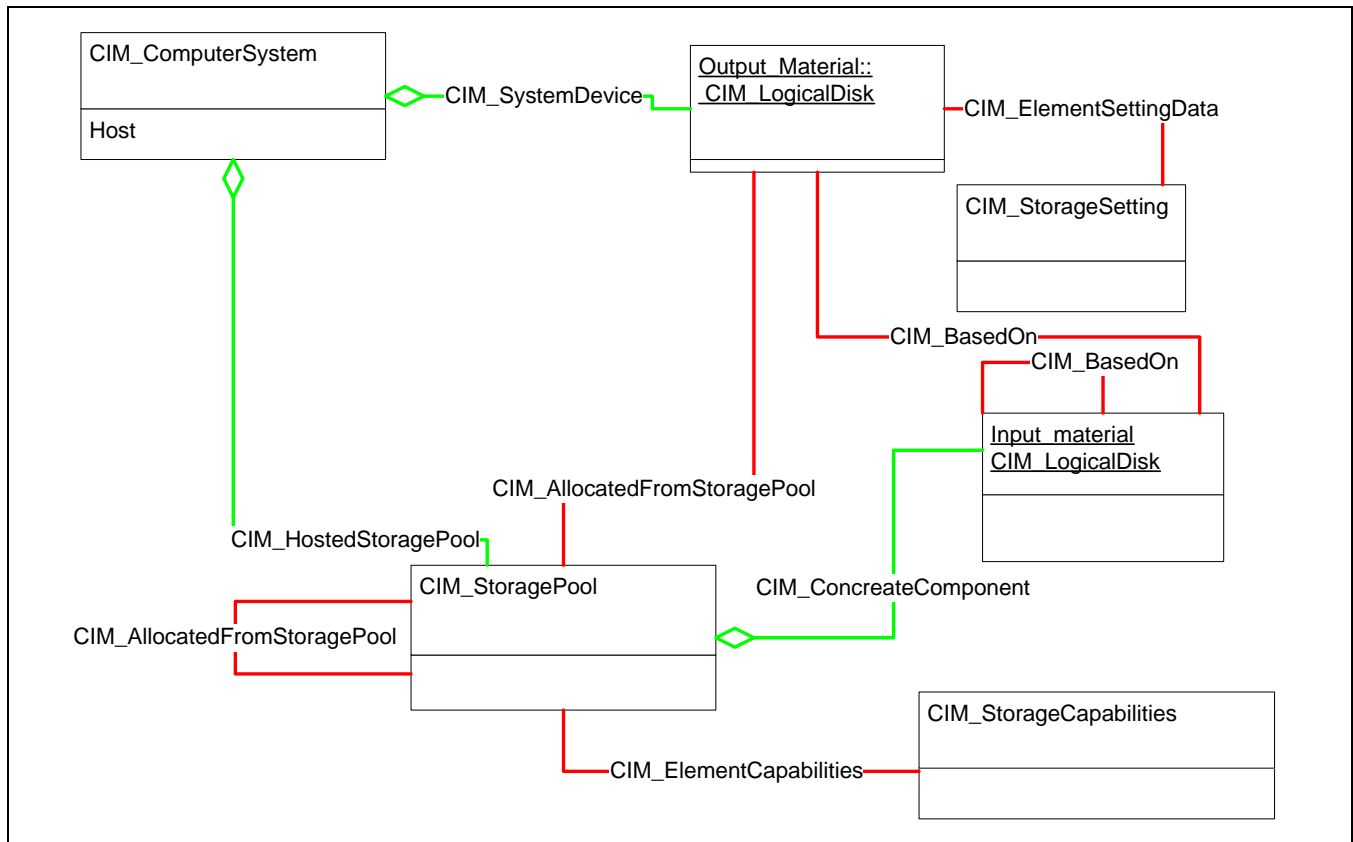 CIM_ComputerSystem
Host
CIM_SystemDevice
Output_Material::
CIM_LogicalDisk
CIM_ElementSettingData
CIM_StorageSetting
CIM_BasedOn
CIM_BasedOn
Input_material
CIM_LogicalDisk
CIM_AllocatedFromStoragePool
CIM_HostedStoragePool
CIM_StoragePool
CIM_ConcreateComponent
CIM_AllocatedFromStoragePool
CIM_StorageCapabilities
CIM_ElementCapabilities